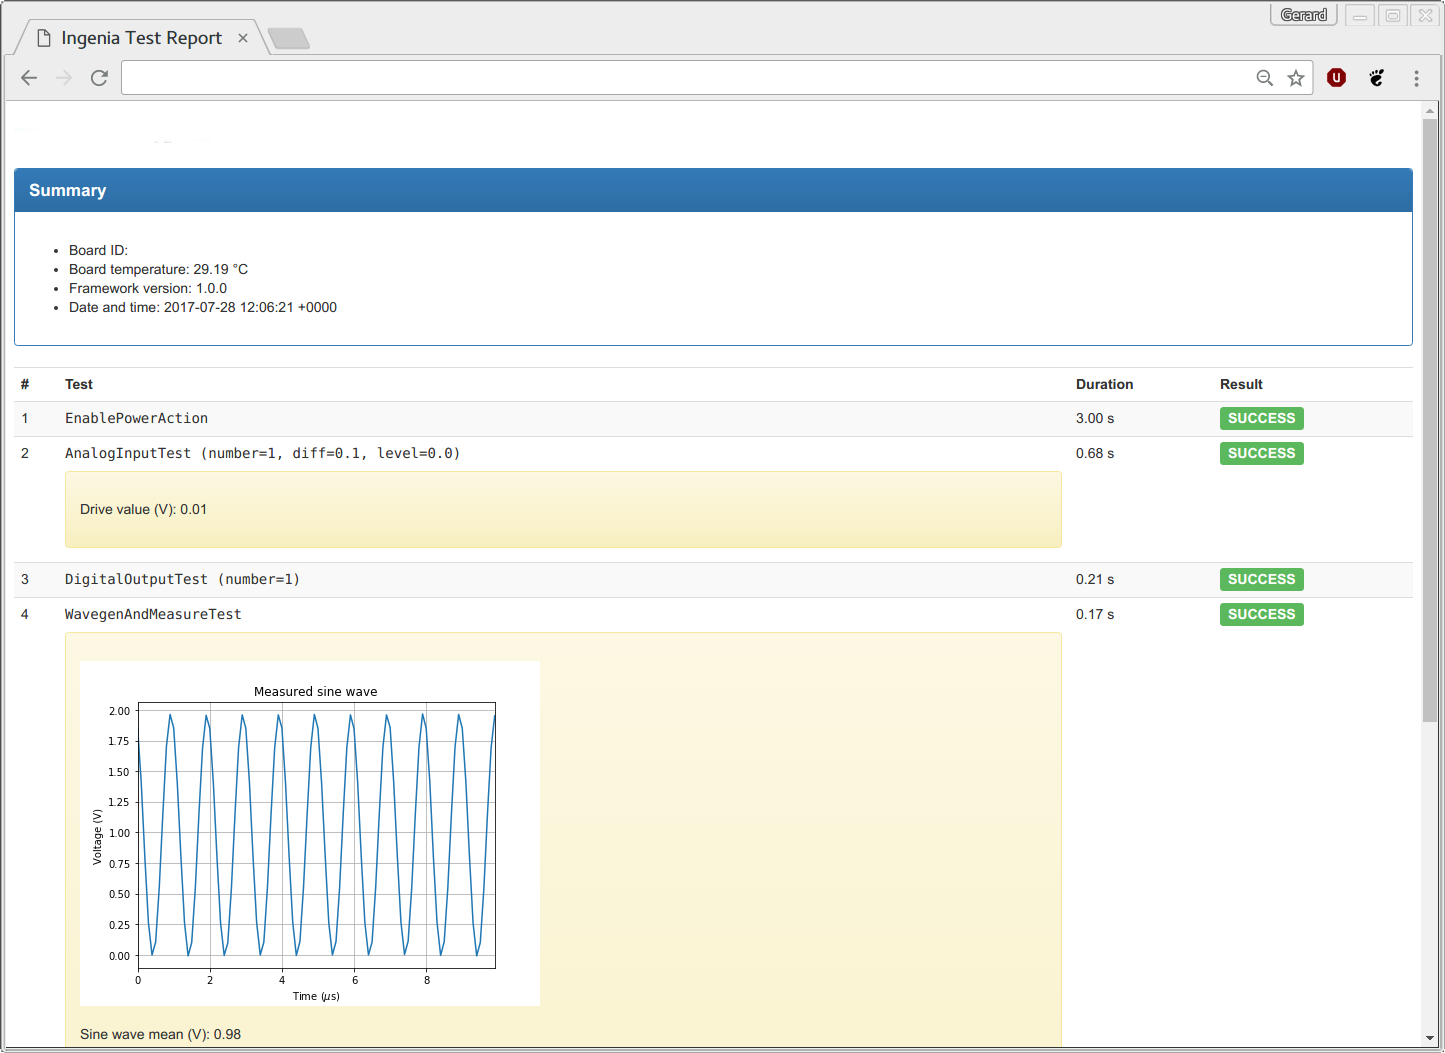 Gerard
Ingenia Test Report
Summary
Board ID:
Board temperature: 29.19 °C
Framework version: 1.0.0
Date and time: 2017-07-28 12:06:21 +0000
# Test Duration Result
1 EnablePowerAction 3.00 s SUCCESS
2 AnalogInputTest (number=1, diff=0.1, level=0.0) 0.68 s SUCCESS
Drive value (V): 0.01
3 DigitalOutputTest (number=1) 0.21 s SUCCESS
4 WavegenAndMeasureTest 0.17 s SUCCESS
Measured sine wave
2.00
1.75
1.50
1.25
1.00
0.75
0.50
0.25
0.00
Voltage (V)
0 2 4 6 8
Time (μs)
Sine wave mean (V): 0.98